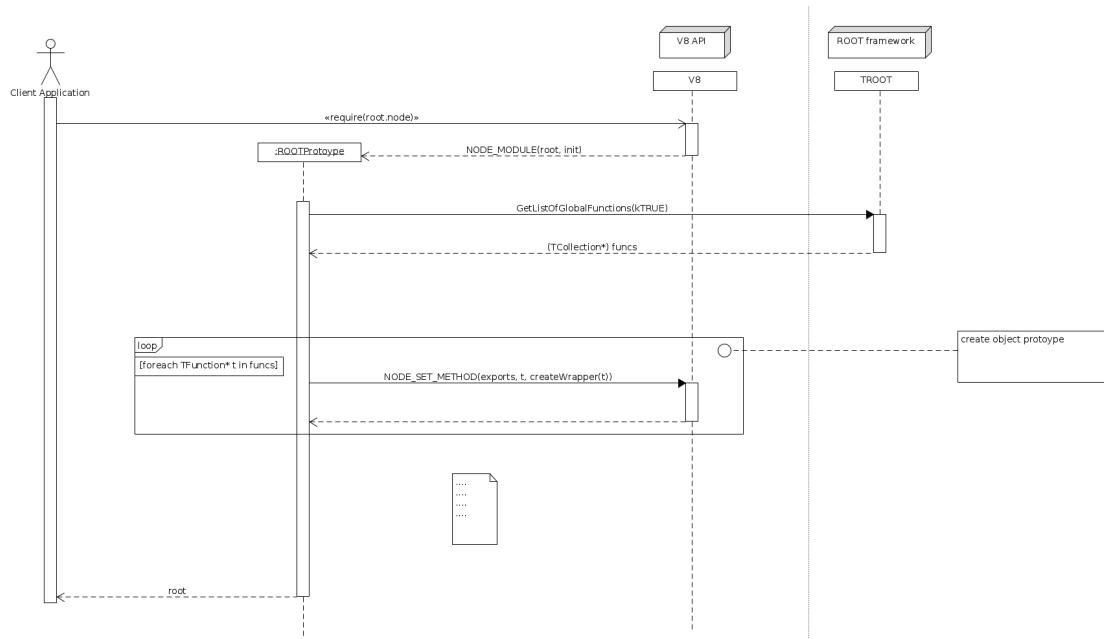 V8 API
ROOT framework
V8
TROOT
Client Application
«require(root.node)»
:ROOTProtoype
NODE_MODULE(root, init)
GetListOfGlobalFunctions(kTRUE)
(TCollection*) funcs
loop
[foreach TFunction* t in funcs]
create object protoype
NODE_SET_METHOD(exports, t, createWrapper(t))
....
....
....
....
root